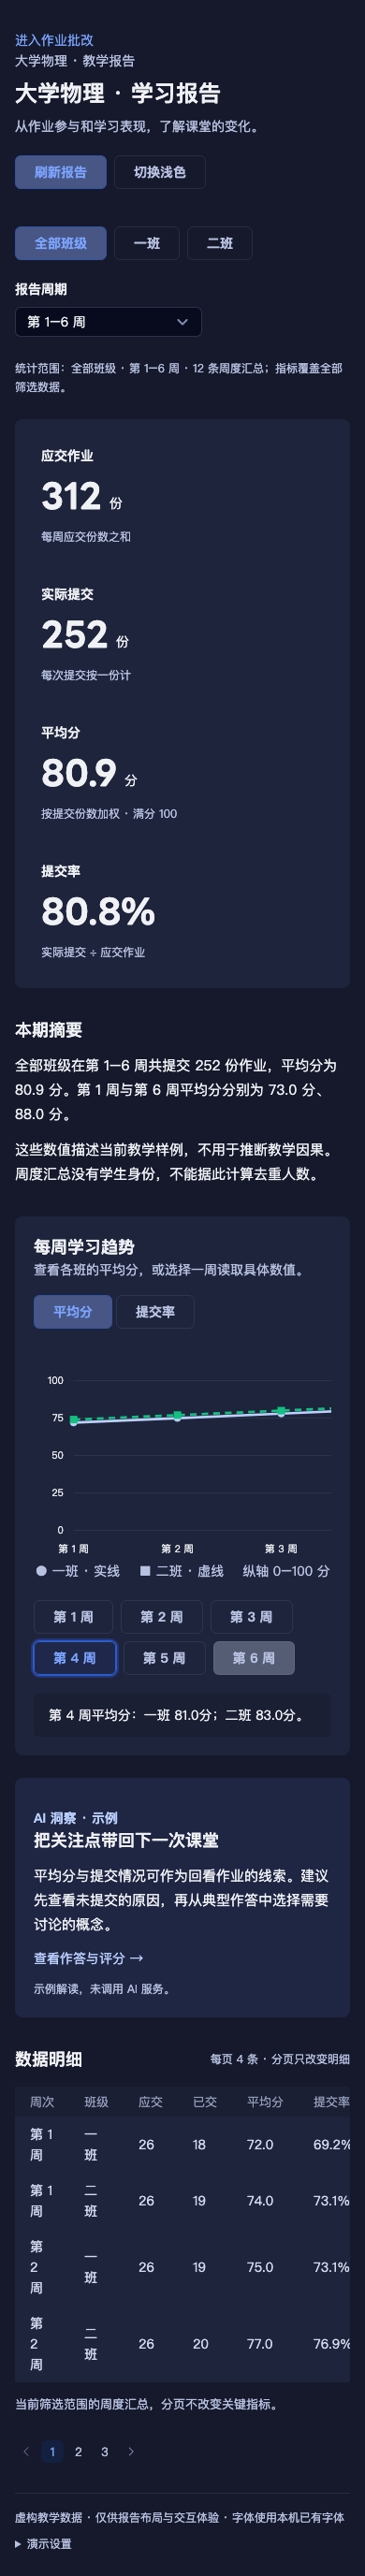 进入作业批改
大学物理 · 教学报告
大学物理 · 学习报告
从作业参与和学习表现，了解课堂的变化。
刷新报告 切换浅色
全部班级 一班 二班
报告周期
第 1—6 周
统计范围：全部班级 · 第 1—6 周 · 12 条周度汇总；指标覆盖全部
筛选数据。
应交作业
312 份
每周应交份数之和
实际提交
252 份
每次提交按一份计
平均分
80.9 分
按提交份数加权 · 满分 100
提交率
80.8%
实际提交 ÷ 应交作业
本期摘要
全部班级在第 1—6 周共提交 252 份作业，平均分为
80.9 分。第 1 周与第 6 周平均分分别为 73.0 分、
88.0 分。
这些数值描述当前教学样例，不用于推断教学因果。
周度汇总没有学生身份，不能据此计算去重人数。
每周学习趋势
查看各班的平均分，或选择一周读取具体数值。
平均分 提交率
100
75
50
25
0
第 1 周 第 2 周 第 3 周
● 一班 · 实线 ■ 二班 · 虚线 纵轴 0—100 分
第 1 周 第 2 周 第 3 周
第 4 周 第 5 周 第 6 周
第 4 周平均分：一班 81.0分；二班 83.0分。
AI 洞察 · 示例
把关注点带回下一次课堂
平均分与提交情况可作为回看作业的线索。建议
先查看未提交的原因，再从典型作答中选择需要
讨论的概念。
查看作答与评分 →
示例解读，未调用 AI 服务。
数据明细 每页 4 条 · 分页只改变明细
周次 班级 应交 已交 平均分 提交率
第 1 周 一班 26 18 72.0 69.2%
第 1 周 二班 26 19 74.0 73.1%
第 2 周 一班 26 19 75.0 73.1%
第 2 周 二班 26 20 77.0 76.9%
当前筛选范围的周度汇总，分页不改变关键指标。
‹ 1 2 3 ›
虚构教学数据 · 仅供报告布局与交互体验 · 字体使用本机已有字体
▶ 演示设置